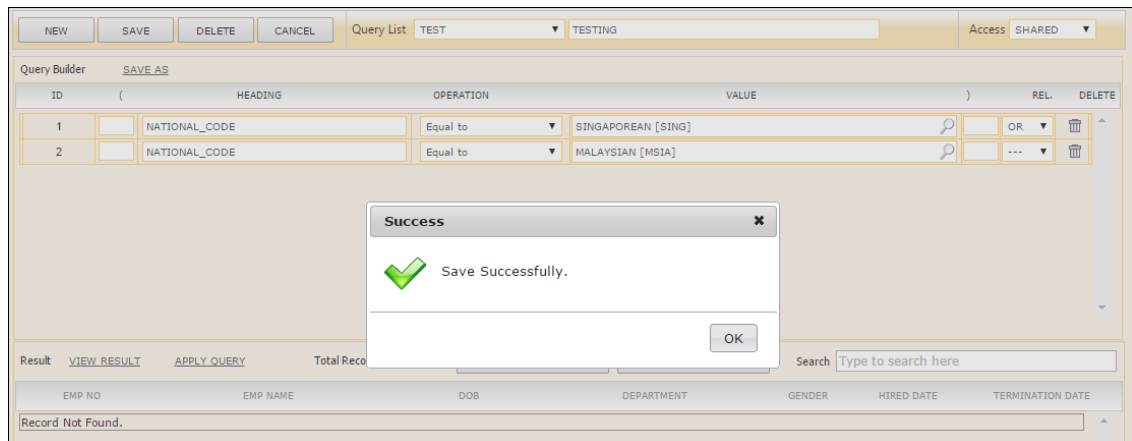 NEW SAVE DELETE CANCEL Query List TEST TESTING Access SHARED
Query Builder SAVE AS
ID ( HEADING OPERATION VALUE ) REL. DELETE
1 NATIONAL_CODE Equal to SINGAPOREAN [SING] OR
2 NATIONAL_CODE Equal to MALAYSIAN [MSIA] ---
Success
Save Successfully.
OK
Result VIEW RESULT APPLY QUERY Total Reco Search Type to search here
EMP NO EMP NAME DOB DEPARTMENT GENDER HIRED DATE TERMINATION DATE
Record Not Found.